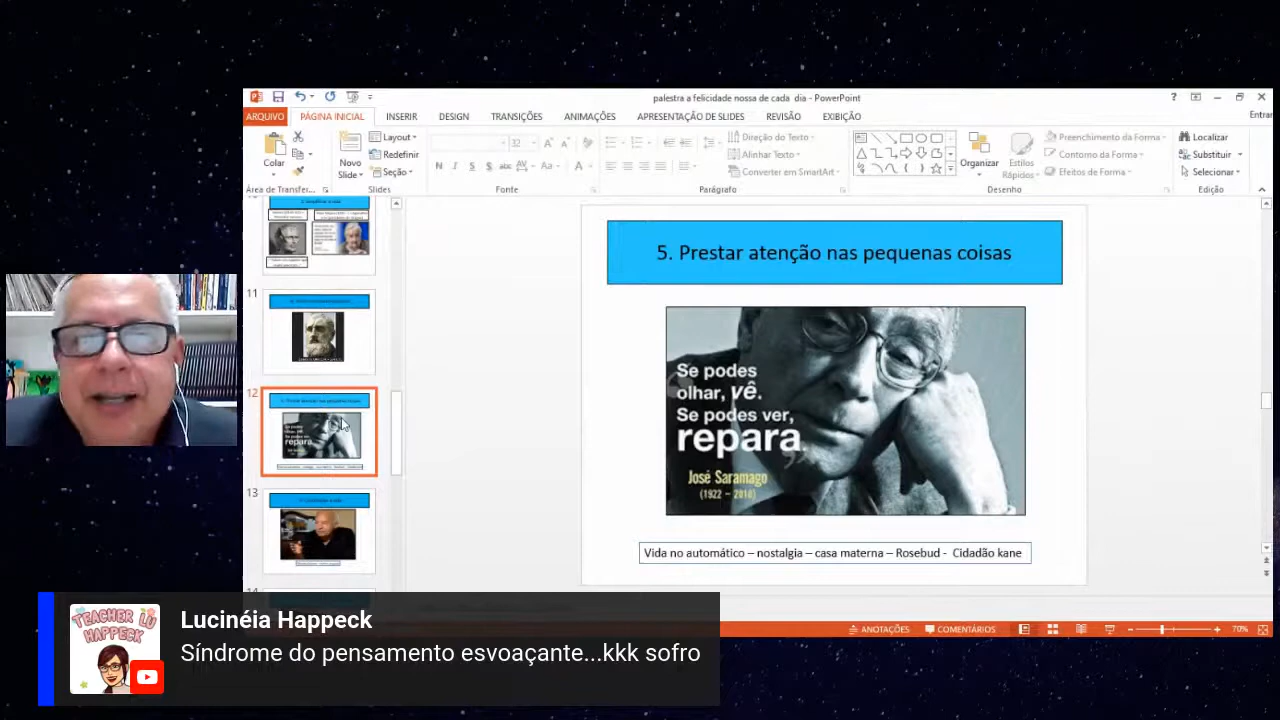 palestra a felicidade nossa de cada dia - PowerPoint
?
Entrar
ARQUIVO PÁGINA INICIAL INSERIR DESIGN TRANSIÇÕES ANIMAÇÕES APRESENTAÇÃO DE SLIDES REVISÃO EXIBIÇÃO
Colar
Novo
Slide
Layout
Redefinir
Seção
32
N I S S abc AV Aa A
Direção do Texto
Alinhar Texto
Converter em SmartArt
Organizar
Estilos
Rápidos
Preenchimento da Forma
Contorno da Forma
Efeitos de Forma
Localizar
Substituir
Selecionar
Área de Transfer...
Slides
Fonte
Parágrafo
Desenho
Edição
11
12
13
5. Prestar atenção nas pequenas coisas
Se podes
olhar, vê.
Se podes ver,
repara.
José Saramago
(1922 – 2010)
Vida no automático – nostalgia – casa materna – Rosebud - Cidadão kane
ANOTAÇÕES COMENTÁRIOS 70%
TEACHER LU
HAPPECK
Lucinéia Happeck
Síndrome do pensamento esvoaçante...kkk sofro